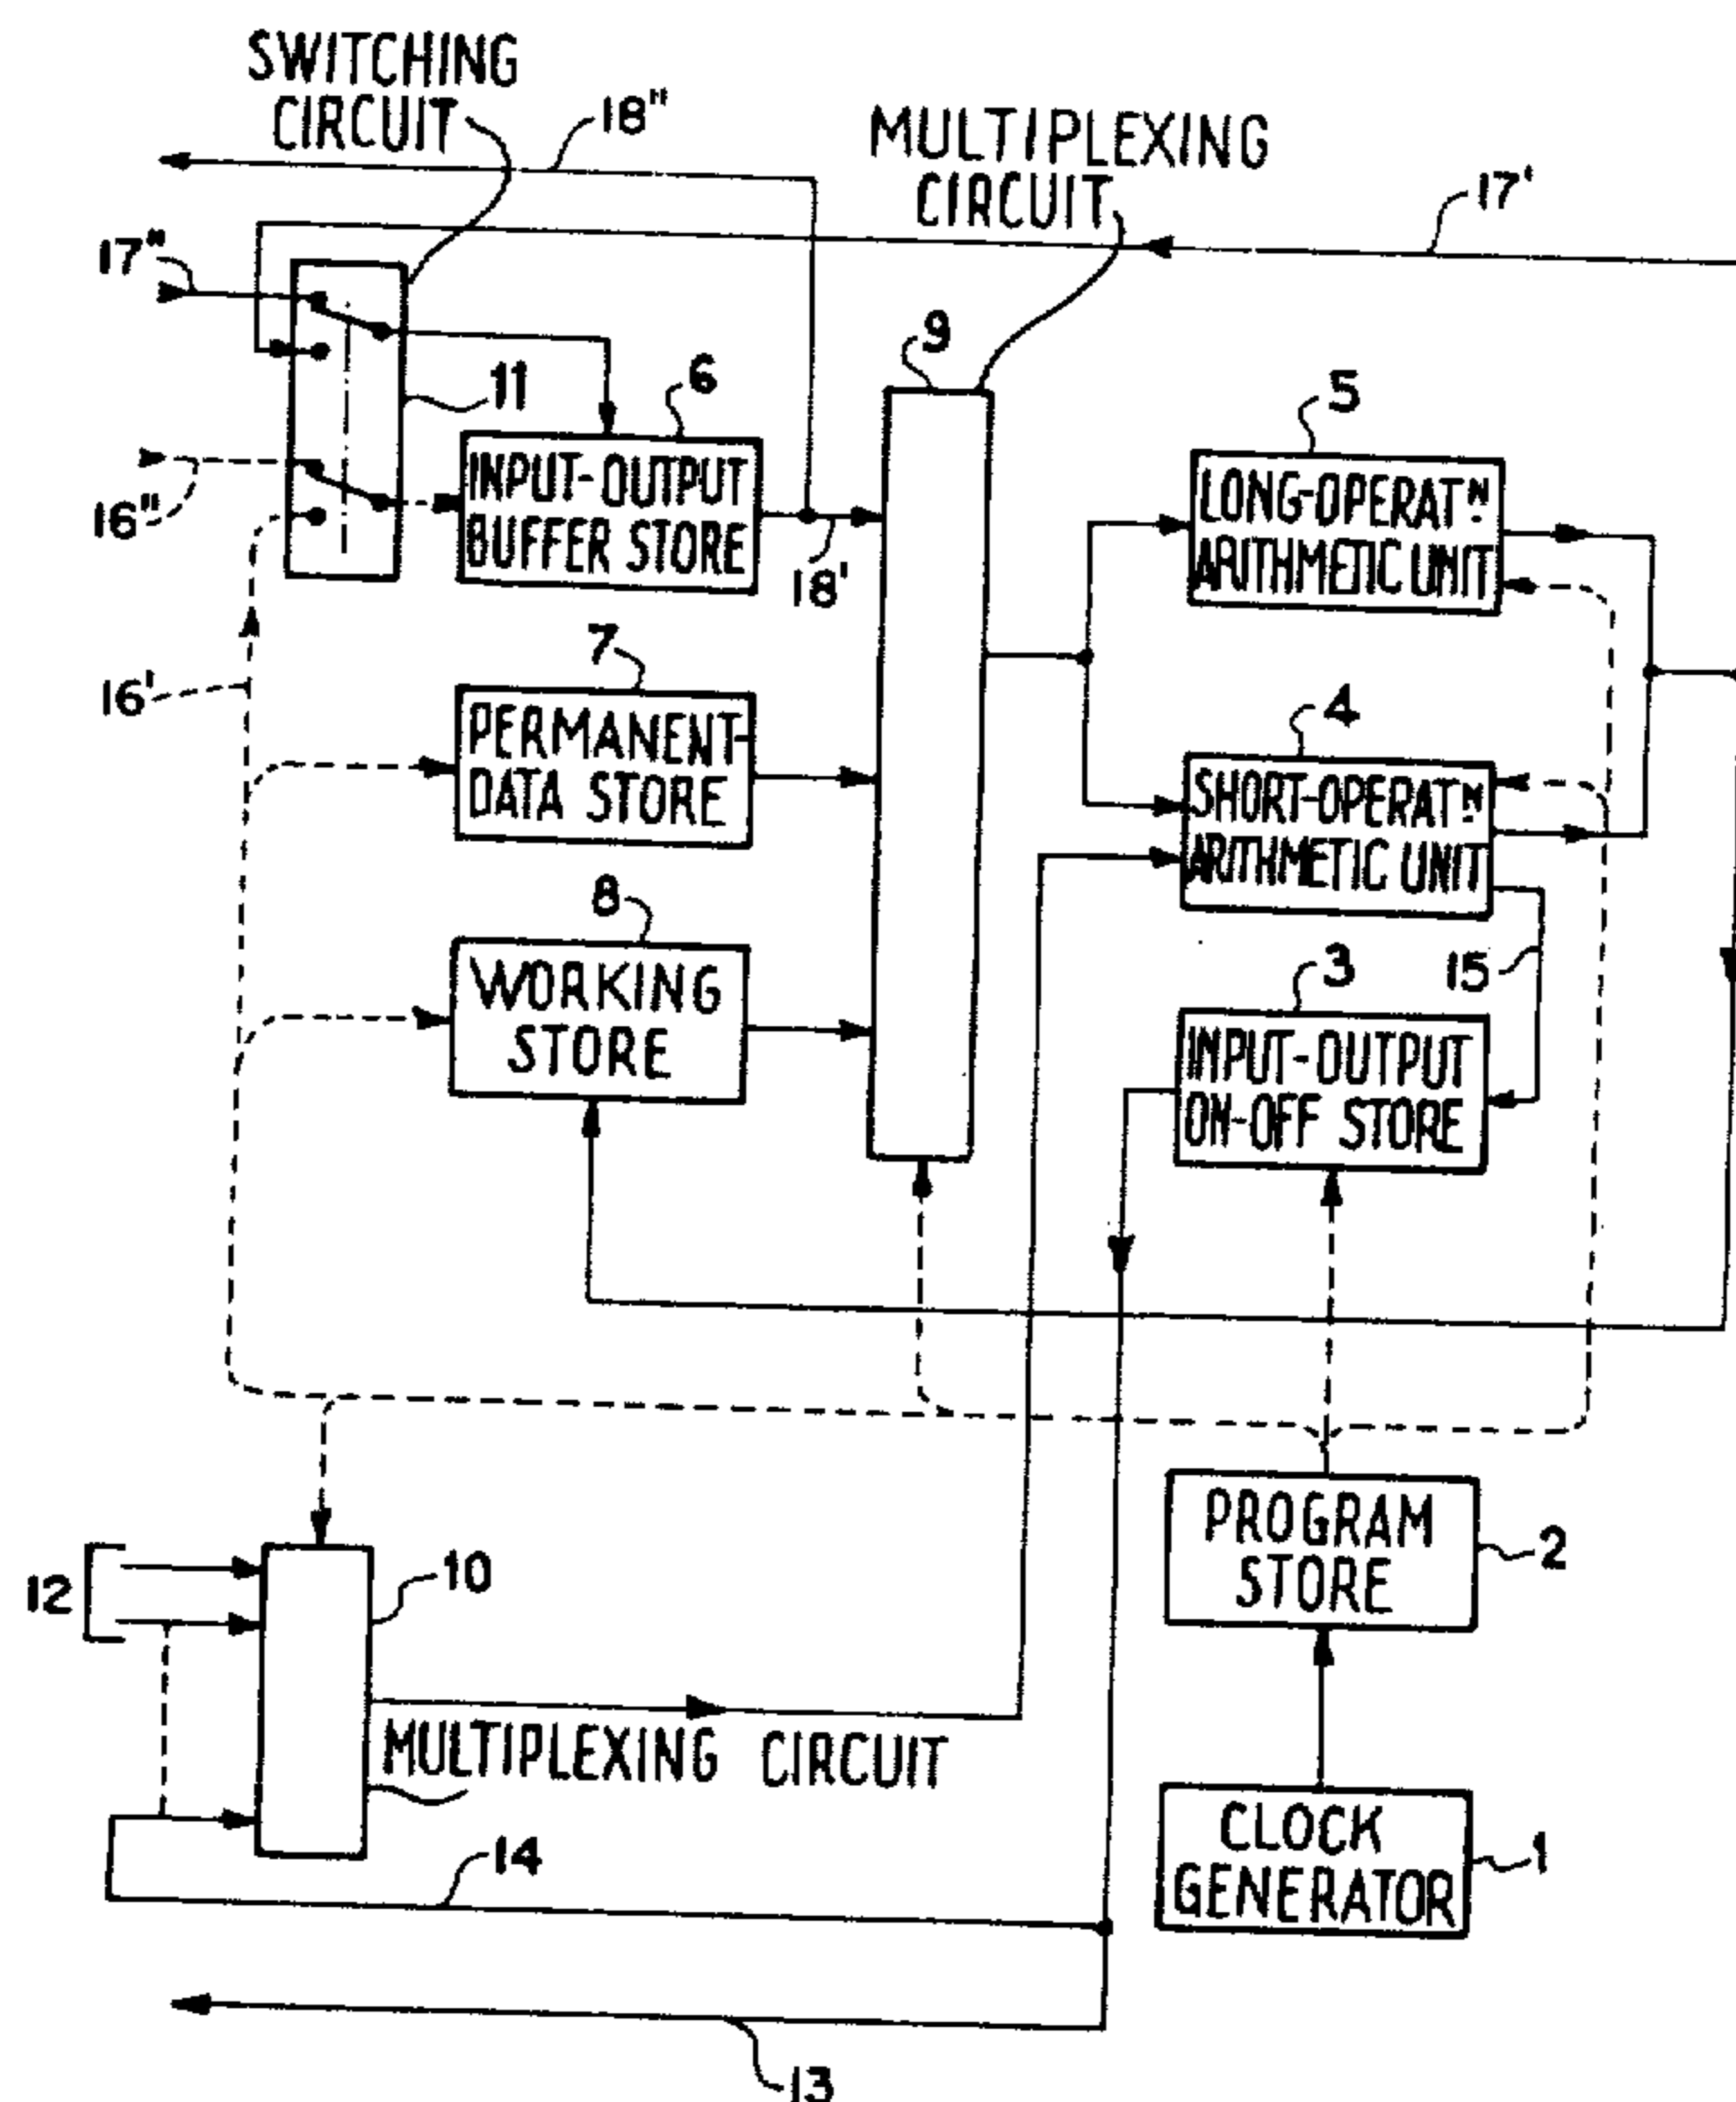 SWITCHING
CIRCUIT
18"
MULTIPLEXING
CIRCUIT
17'
17"
9
11
6
5
INPUT-OUTPUT
BUFFER STORE
LONG-OPERATN.
ARITHMETIC UNIT
16"
18'
7
16'
4
PERMANENT-
DATA STORE
SHORT-OPERATN.
ARITHMETIC UNIT
8
3
15
WORKING
STORE
INPUT-OUTPUT
ON-OFF STORE
PROGRAM
STORE
2
12
10
MULTIPLEXING CIRCUIT
CLOCK
GENERATOR
1
14
13